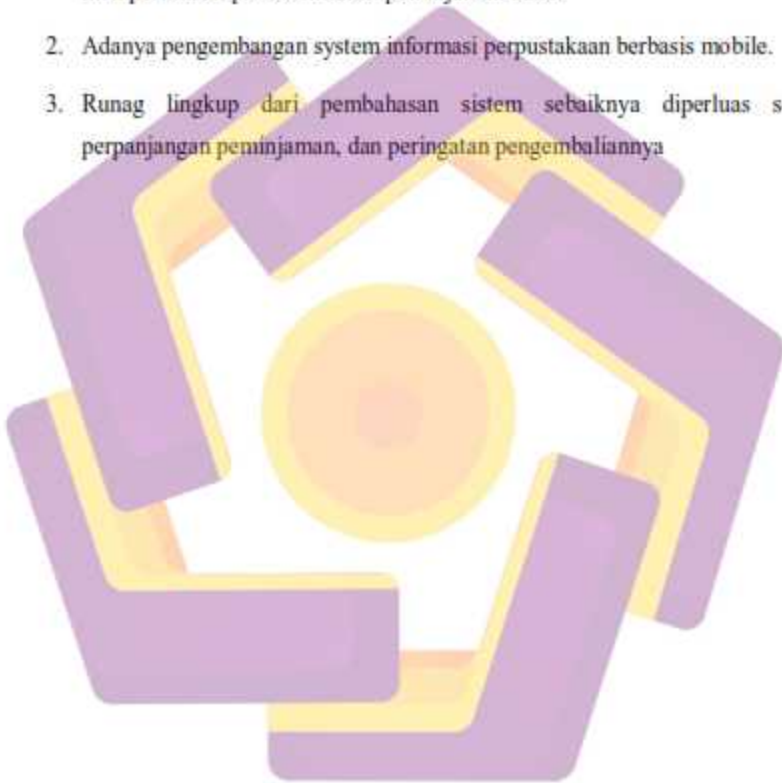 2. Adanya pengembangan system informasi perpustakaan berbasis mobile.
3. Runag lingkup dari pembahasan sistem sebaiknya diperluas
perpanjangan peminjaman, dan peringatan pengembaliannya